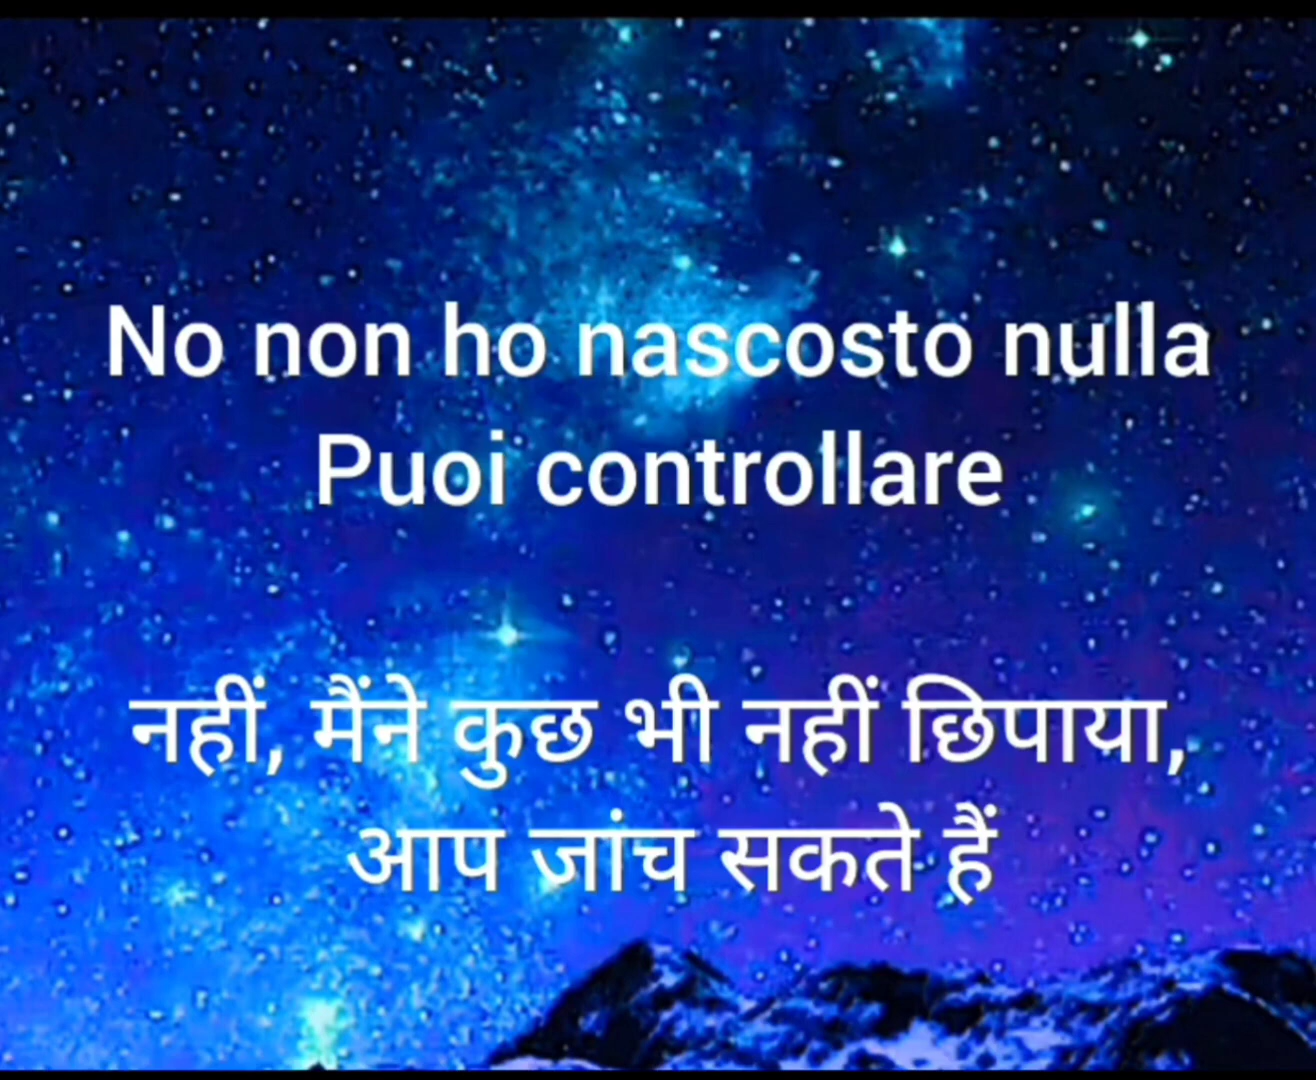 No non ho nascosto nulla
Puoi controllare
नहीं, मैंने कुछ भी नहीं छिपाया,
आप जांच सकते हैं